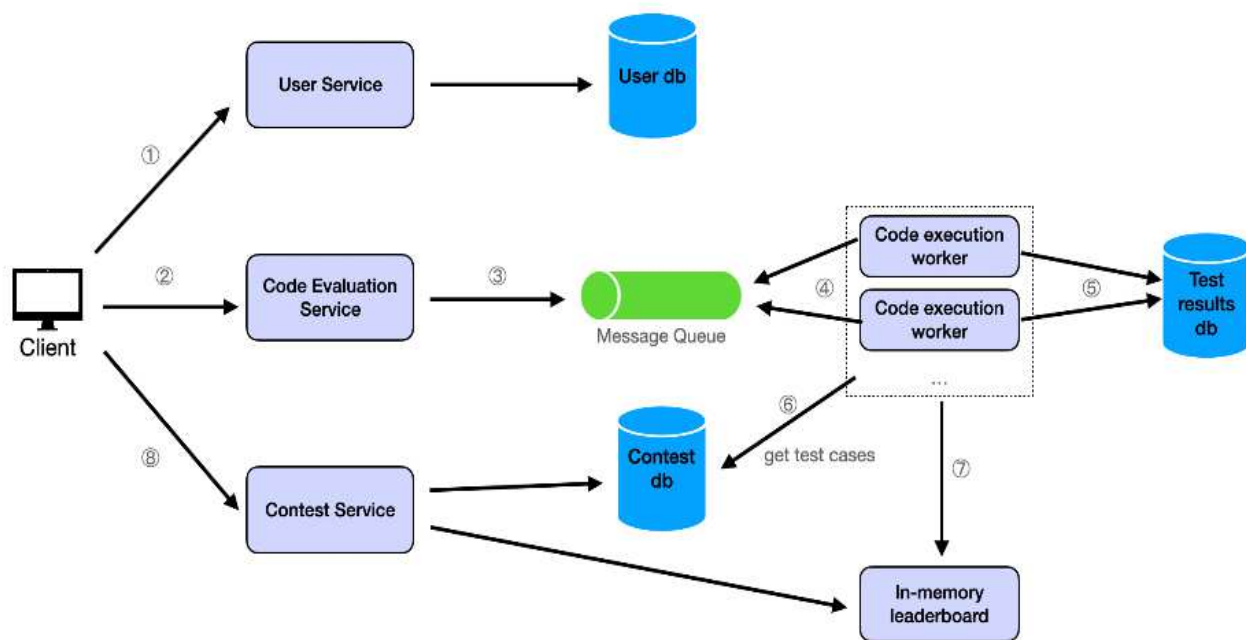 User Service
User db
①
Code execution
worker
Client
②
Code Evaluation
Service
③
Message Queue
④
Code execution
worker
⑤
Test
results
db
...
⑥
get test cases
⑦
⑧
Contest Service
Contest
db
In-memory
leaderboard